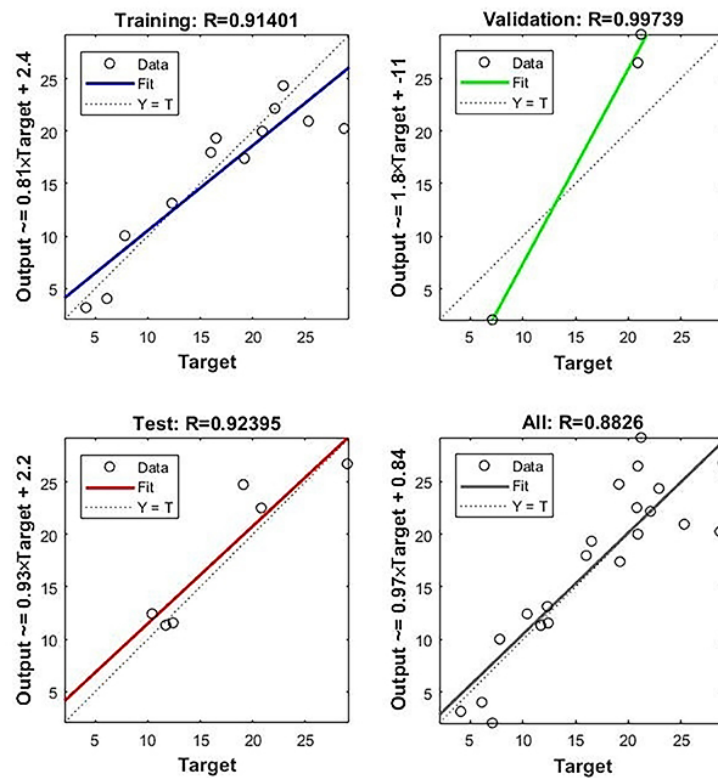 Training: R=0.91401
Output ~= 0.81×Target + 2.4
25
20
15
10
5
Data
Fit
Y = T
5 10 15 20 25
Target
Validation: R=0.99739
Output ~= 1.8×Target + -11
25
20
15
10
5
Data
Fit
Y = T
5 10 15 20 25
Target
Test: R=0.92395
Output ~= 0.93×Target + 2.2
25
20
15
10
5
Data
Fit
Y = T
5 10 15 20 25
Target
All: R=0.8826
Output ~= 0.97×Target + 0.84
25
20
15
10
5
Data
Fit
Y = T
5 10 15 20 25
Target